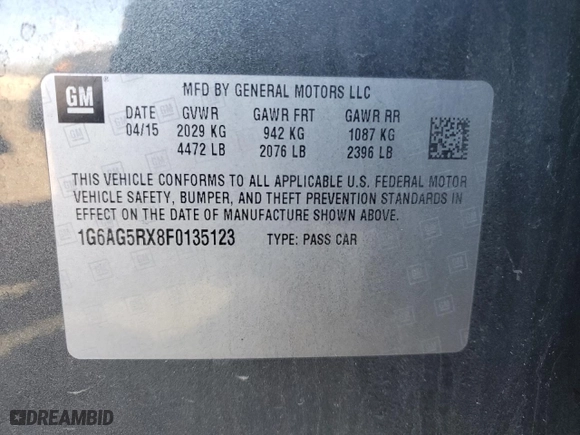 GM
MFD BY GENERAL MOTORS LLC
DATE GVWR GAWR FRT GAWR RR
04/15 2029 KG 942 KG 1087 KG
4472 LB 2076 LB 2396 LB
THIS VEHICLE CONFORMS TO ALL APPLICABLE U.S. FEDERAL MOTOR
VEHICLE SAFETY, BUMPER, AND THEFT PREVENTION STANDARDS IN
EFFECT ON THE DATE OF MANUFACTURE SHOWN ABOVE.
1G6AG5RX8F0135123 TYPE: PASS CAR
DREAMBID